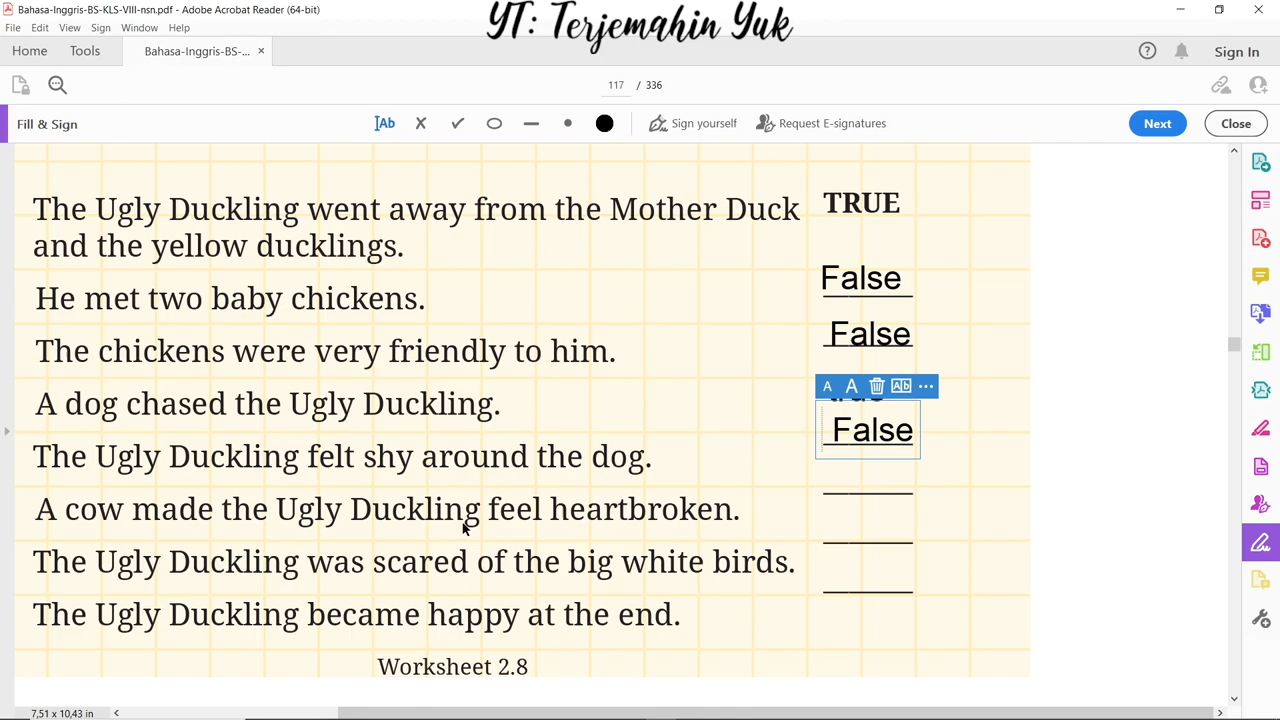 Bahasa-Inggris-BS-KLS-VIII-nsn.pdf - Adobe Acrobat Reader (64-bit)
YT: Terjemahin Yuk
File Edit View Sign Window Help
Home Tools Bahasa-Inggris-BS-... × Sign In
117 / 336
Fill & Sign Ab Sign yourself Request E-signatures Next Close
The Ugly Duckling went away from the Mother Duck TRUE
and the yellow ducklings.
He met two baby chickens. False
The chickens were very friendly to him. False
A A Ab ...
true
A dog chased the Ugly Duckling. False
The Ugly Duckling felt shy around the dog.
A cow made the Ugly Duckling feel heartbroken.
The Ugly Duckling was scared of the big white birds.
The Ugly Duckling became happy at the end.
Worksheet 2.8
7,51 x 10,43 in